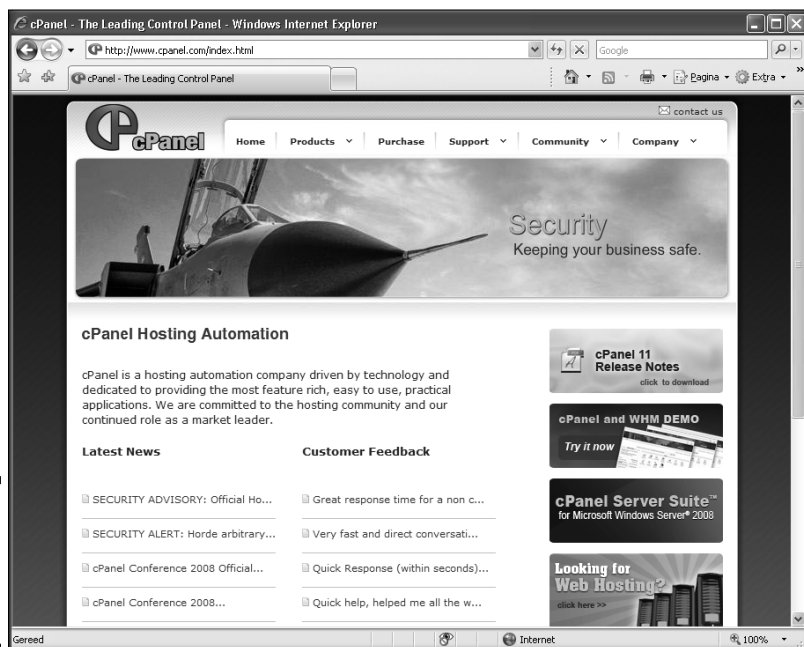 cPanel - The Leading Control Panel - Windows Internet Explorer
http://www.cpanel.com/index.html
Google
cPanel - The Leading Control Panel
Pagina
Extra
»
contact us
cPanel
Home Products Purchase Support Community Company
Security
Keeping your business safe.
cPanel Hosting Automation
cPanel is a hosting automation company driven by technology and
dedicated to providing the most feature rich, easy to use, practical
applications. We are committed to the hosting community and our
continued role as a market leader.
Latest News
SECURITY ADVISORY: Official Ho...
SECURITY ALERT: Horde arbitrary...
cPanel Conference 2008 Official...
cPanel Conference 2008...
Customer Feedback
Great response time for a non c...
Very fast and direct conversati...
Quick Response (within seconds)...
Quick help, helped me all the w...
cPanel 11
Release Notes
click to download
cPanel and WHM DEMO
Try it now
cPanel Server Suite™
for Microsoft Windows Server® 2008
Looking for
Web Hosting?
click here >>
Gereed
Internet
100%